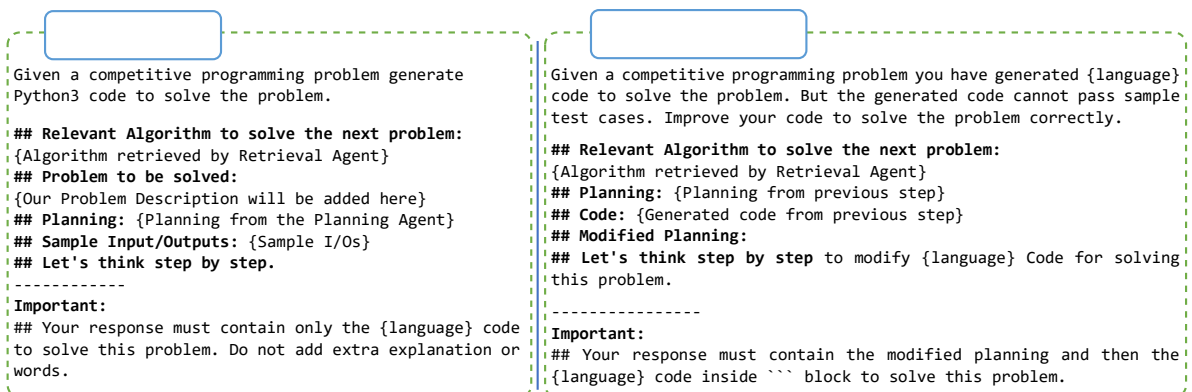 Given a competitive programming problem generate
Python3 code to solve the problem.
## Relevant Algorithm to solve the next problem:
{Algorithm retrieved by Retrieval Agent}
## Problem to be solved:
{Our Problem Description will be added here}
## Planning: {Planning from the Planning Agent}
## Sample Input/Outputs: {Sample I/Os}
## Let's think step by step.
------------
Important:
## Your response must contain only the {language} code
to solve this problem. Do not add extra explanation or
words.
Given a competitive programming problem you have generated {language}
code to solve the problem. But the generated code cannot pass sample
test cases. Improve your code to solve the problem correctly.
## Relevant Algorithm to solve the next problem:
{Algorithm retrieved by Retrieval Agent}
## Planning: {Planning from previous step}
## Code: {Generated code from previous step}
## Modified Planning:
## Let's think step by step to modify {language} Code for solving
this problem.
----------------
Important:
## Your response must contain the modified planning and then the
{language} code inside ``` block to solve this problem.